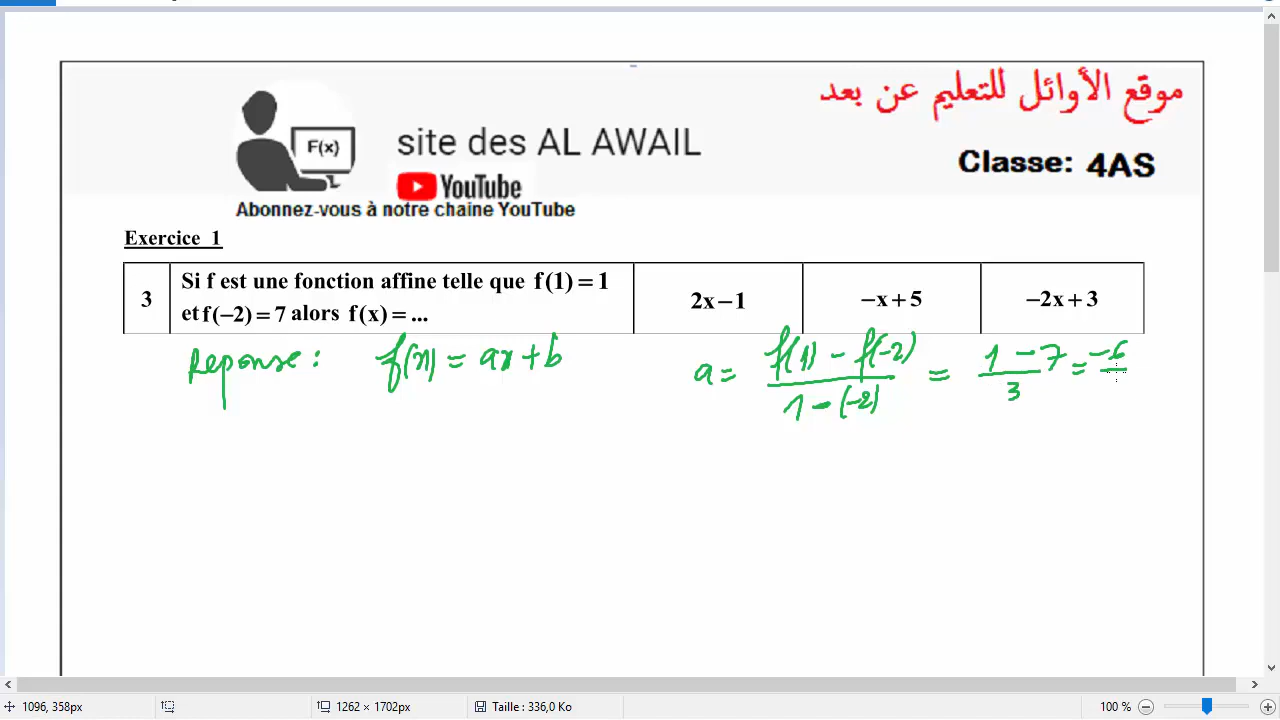 موقع الأوائل للتعليم عن بعد
F(x)
site des AL AWAIL
Classe: 4AS
YouTube
Abonnez-vous à notre chaine YouTube
Exercice 1
3 Si f est une fonction affine telle que f(1) = 1 et f(−2) = 7 alors f(x) = ... 2x−1 −x+5 −2x+3
Reponse : f(x) = ax+b a = f(1) − f(-2) / 1 − (-2) = 1 − 7 / 3 = −6
1096, 358px 1262 × 1702px Taille : 336,0 Ko 100 %